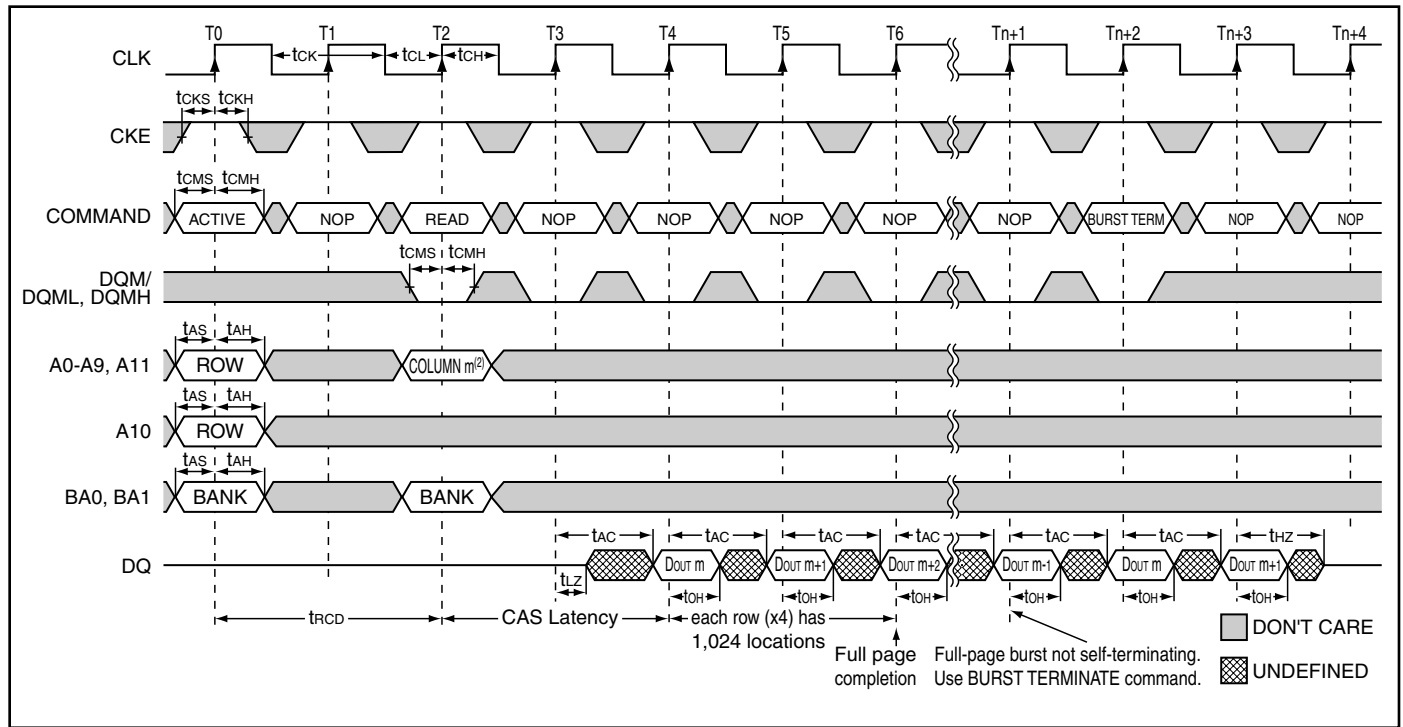 T0 T1 T2 T3 T4 T5 T6 Tn+1 Tn+2 Tn+3 Tn+4
CLK
tCK tCL tCH
tCKS tCKH
CKE
tCMS tCMH
COMMAND ACTIVE NOP READ NOP NOP NOP NOP NOP BURST TERM NOP NOP
tCMS tCMH
DQM/
DQML, DQMH
tAS tAH
A0-A9, A11 ROW COLUMN m(2)
tAS tAH
A10 ROW
tAS tAH
BA0, BA1 BANK BANK
tAC tAC tAC tAC tAC tAC tHZ
DQ DOUT m DOUT m+1 DOUT m+2 DOUT m-1 DOUT m DOUT m+1
tLZ tOH tOH tOH tOH tOH tOH
tRCD CAS Latency each row (x4) has
1,024 locations
Full page
completion
Full-page burst not self-terminating.
Use BURST TERMINATE command.
DON'T CARE
UNDEFINED